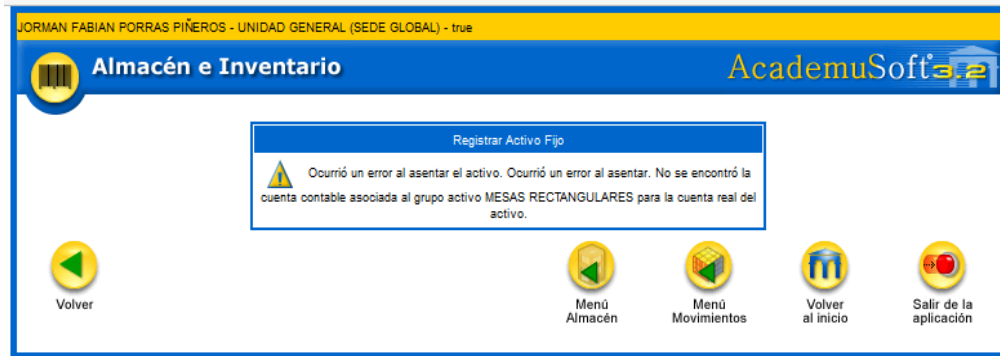 JORMAN FABIAN PORRAS PIÑEROS - UNIDAD GENERAL (SEDE GLOBAL) - true
Almacén e Inventario
AcademuSoft 3.2
Registrar Activo Fijo
Ocurrió un error al asentar el activo. Ocurrió un error al asentar. No se encontró la
cuenta contable asociada al grupo activo MESAS RECTANGULARES para la cuenta real del
activo.
Volver
Menú
Almacén
Menú
Movimientos
Volver
al inicio
Salir de la
aplicación